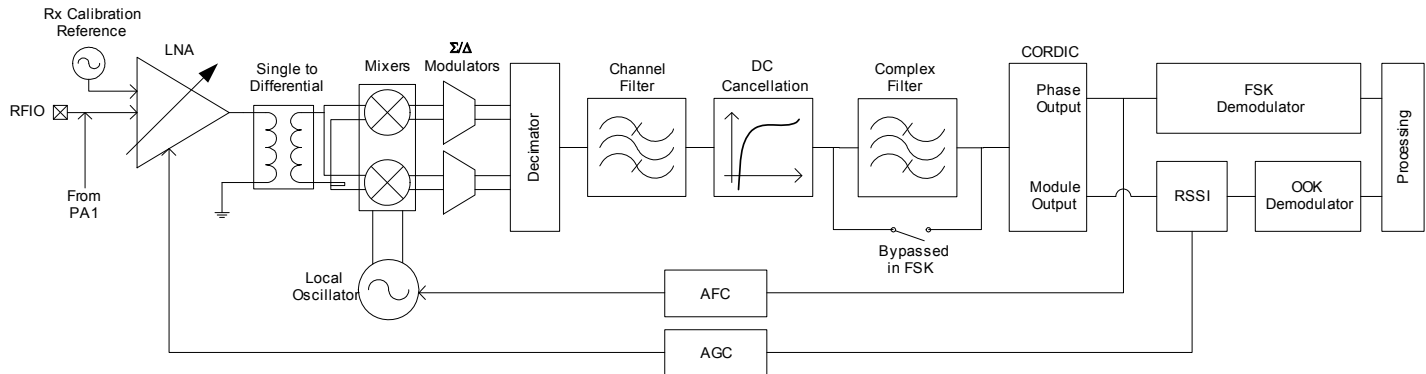 Rx Calibration
Reference
LNA
RFIO
From
PA1
Single to
Differential
Mixers
Σ/Δ
Modulators
Local
Oscillator
Decimator
Channel
Filter
DC
Cancellation
Complex
Filter
Bypassed
in FSK
CORDIC
Phase
Output
Module
Output
FSK
Demodulator
RSSI
OOK
Demodulator
Processing
AFC
AGC